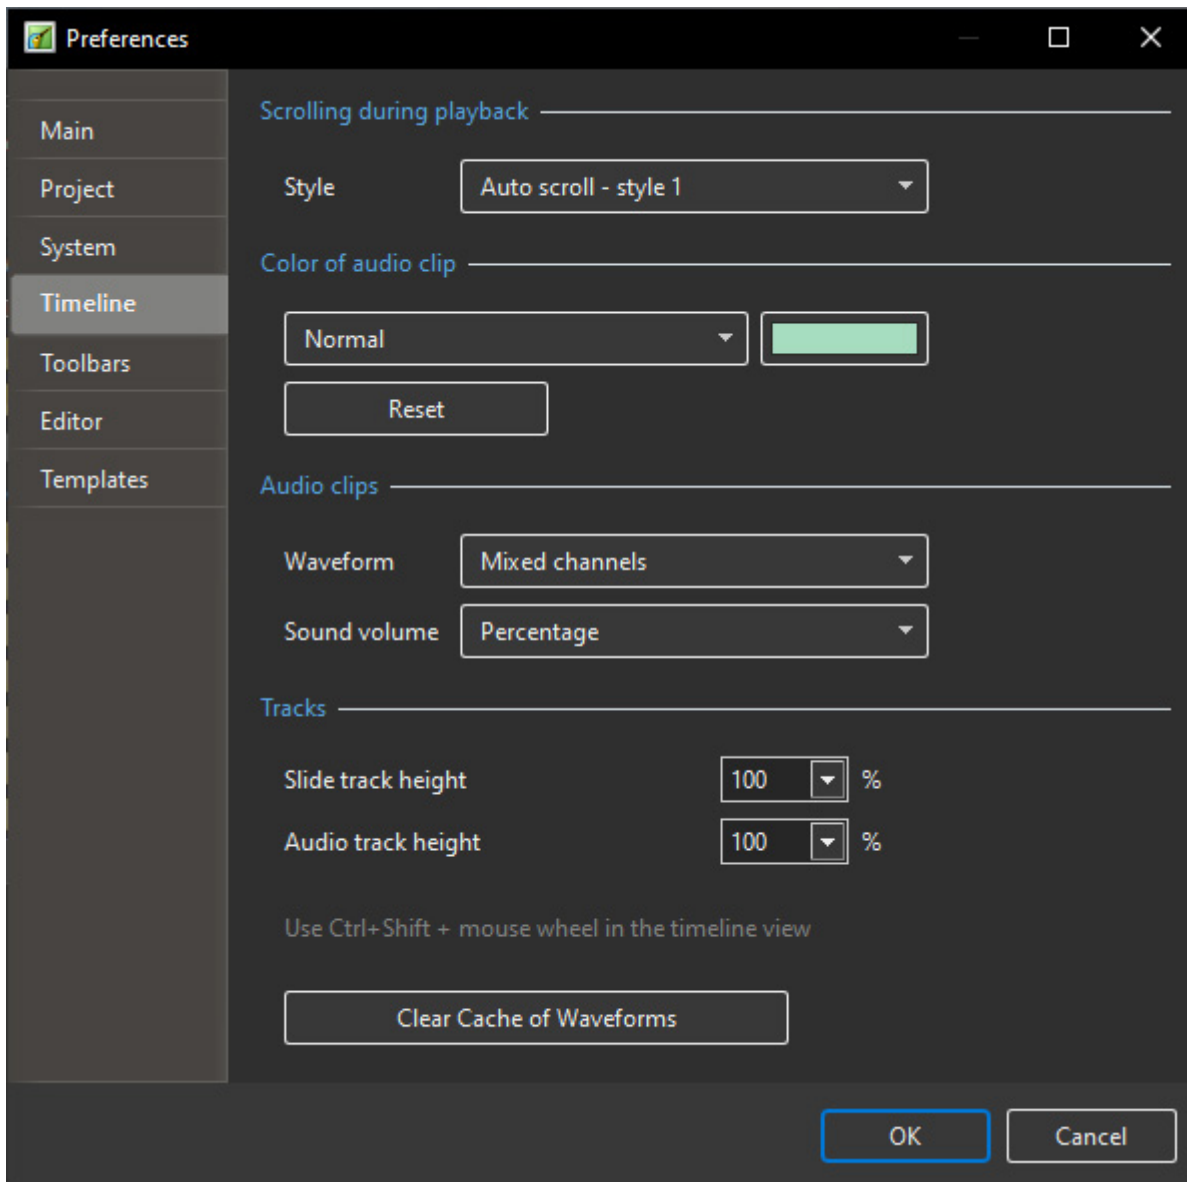 Preferences
Main
Project
System
Timeline
Toolbars
Editor
Templates
Scrolling during playback
Style Auto scroll - style 1
Color of audio clip
Normal
Reset
Audio clips
Waveform Mixed channels
Sound volume Percentage
Tracks
Slide track height 100 %
Audio track height 100 %
Use Ctrl+Shift + mouse wheel in the timeline view
Clear Cache of Waveforms
OK Cancel